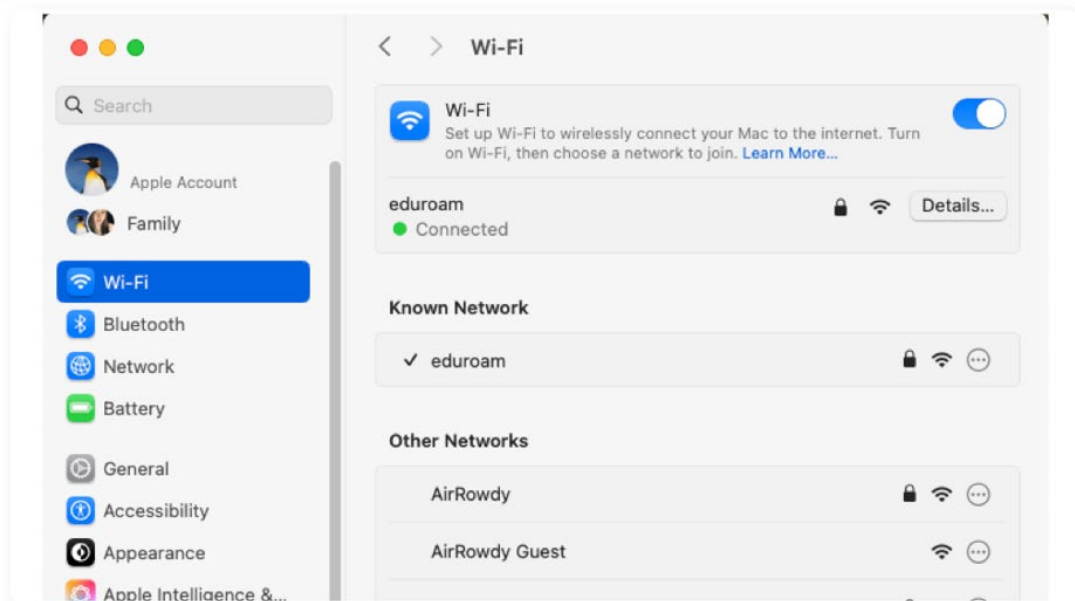 Wi-Fi
Search
Wi-Fi
Set up Wi-Fi to wirelessly connect your Mac to the internet. Turn
on Wi-Fi, then choose a network to join. Learn More...
Apple Account
Family
eduroam
Details...
Connected
Wi-Fi
Bluetooth
Network
Battery
General
Accessibility
Appearance
Apple Intelligence &...
Known Network
eduroam
Other Networks
AirRowdy
AirRowdy Guest